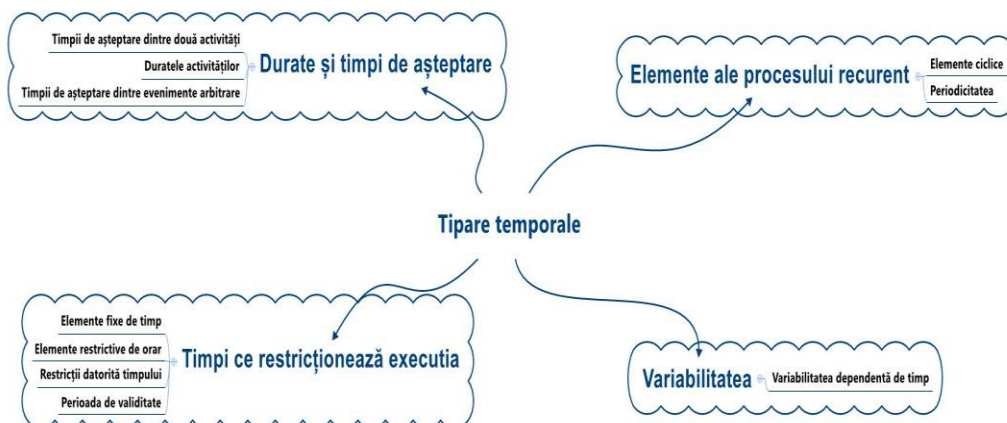 Timpii de așteptare dintre două activități
Duratele activităților
Timpii de așteptare dintre evenimente arbitrare
Durate și timpi de așteptare
Elemente ale procesului recurent
Elemente ciclice
Periodicitatea
Tipare temporale
Elemente fixe de timp
Elemente restrictive de orar
Restricții datorită timpului
Perioada de validitate
Timpi ce restricționează executia
Variabilitatea
Variabilitatea dependentă de timp